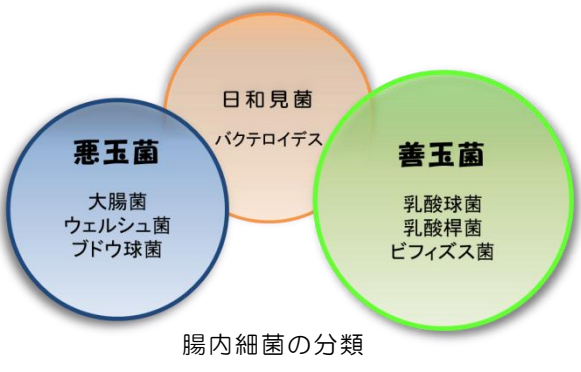 日和見菌
バクテロイデス
悪玉菌
大腸菌
ウェルシュ菌
ブドウ球菌
善玉菌
乳酸球菌
乳酸桿菌
ビフィズス菌
腸内細菌の分類